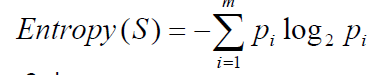 Entropy(S) = −∑_{i=1}^{m} p_i log_2 p_i